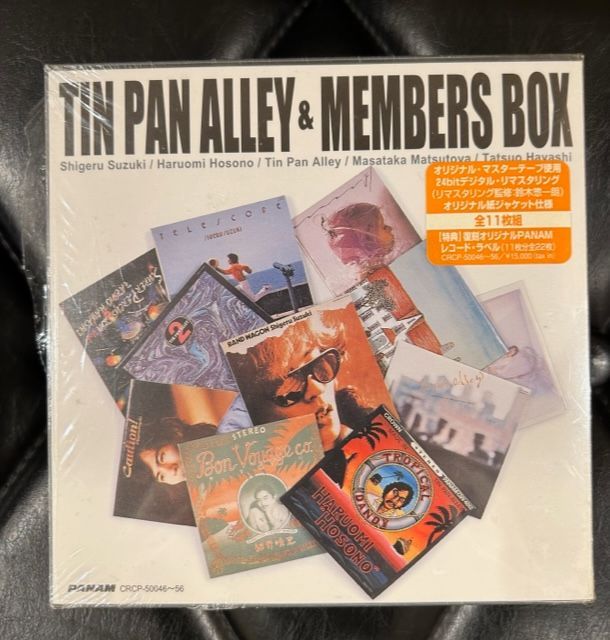 TIN PAN ALLEY & MEMBERS BOX
Shigeru Suzuki / Haruomi Hosono / Tin Pan Alley / Masataka Matsutoya / Tatsuo Hayashi
オリジナル・マスターテープ使用
24bitデジタル・リマスタリング
(リマスタリング監修:鈴木惣一朗)
オリジナル紙ジャケット仕様
全11枚組
【特典】復刻オリジナルPANAM
レコード・ラベル(11枚分全22枚)
CRCP-50046~56/¥15,000 (tax in)
TELESCOPE
2
BAND WAGON Shigeru Suzuki
Caution!
STEREO
Bon Voyage co.
CROWN
TROPICAL
DANDY
HARUOMI
HOSONO
PANAM CRCP-50046~56